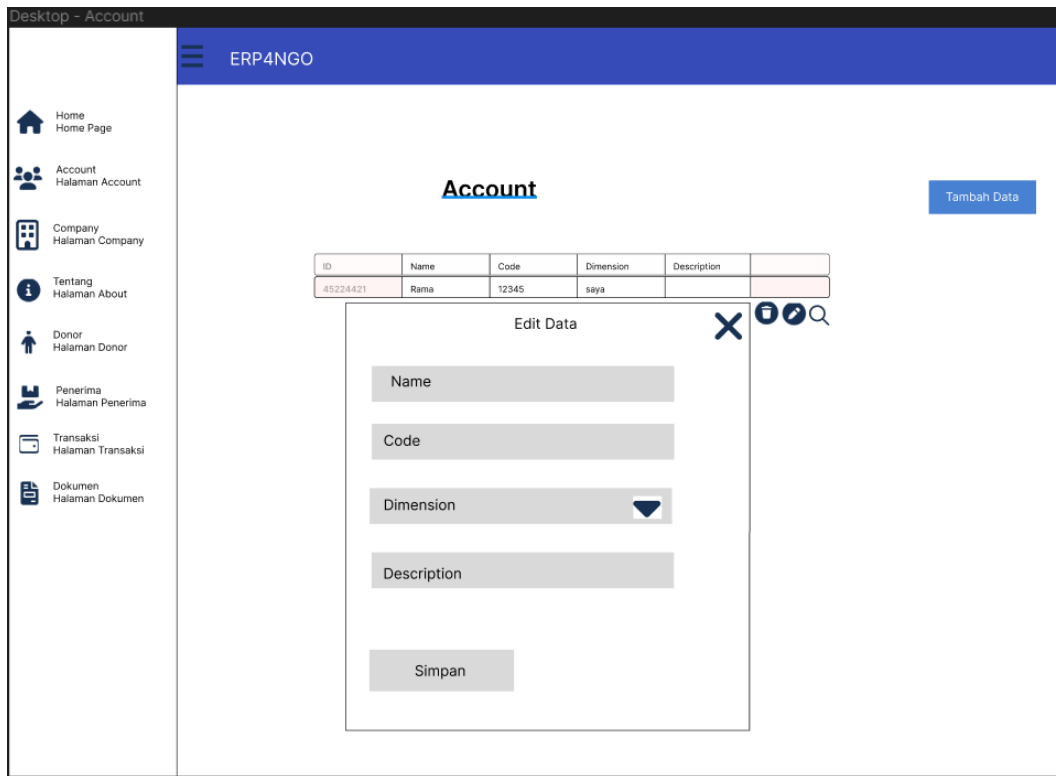 Desktop - Account
ERP4NGO
Home
Home Page
Account
Halaman Account
Company
Halaman Company
Tentang
Halaman About
Donor
Halaman Donor
Penerima
Halaman Penerima
Transaksi
Halaman Transaksi
Dokumen
Halaman Dokumen
Account
Tambah Data
ID Name Code Dimension Description
45224421 Rama 12345 saya
Edit Data
Name
Code
Dimension
Description
Simpan